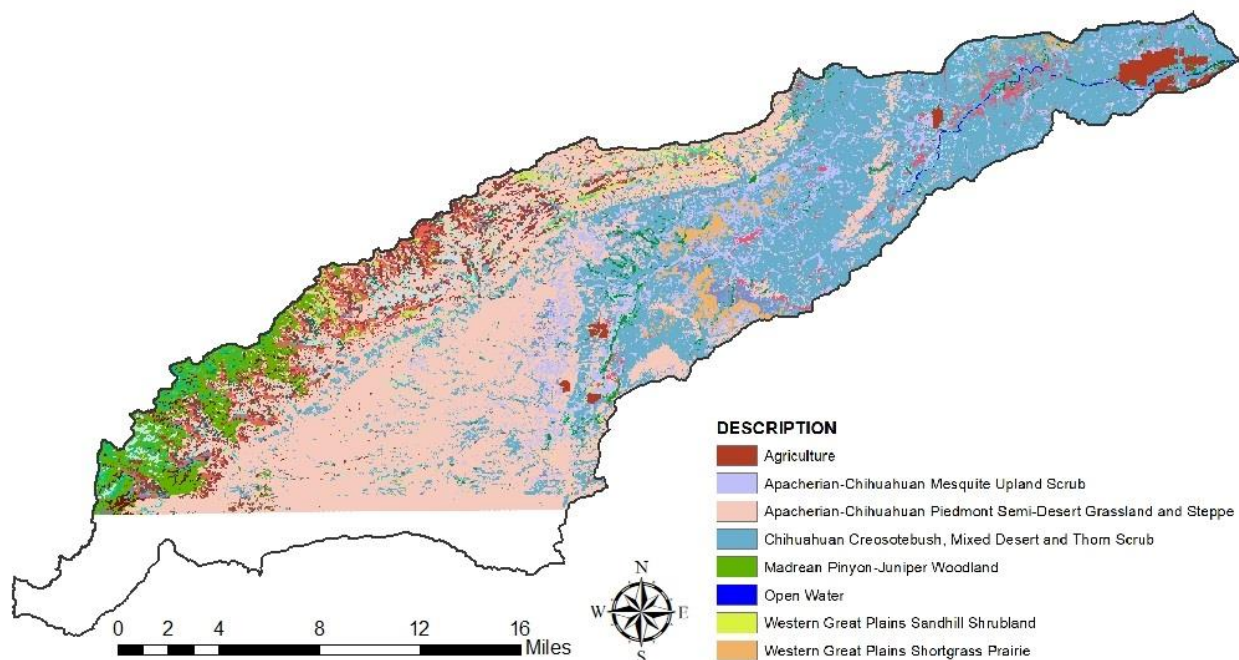 DESCRIPTION
Agriculture
Apacherian-Chihuahuan Mesquite Upland Scrub
Apacherian-Chihuahuan Piedmont Semi-Desert Grassland and Steppe
Chihuahuan Creosotebush, Mixed Desert and Thorn Scrub
Madrean Pinyon-Juniper Woodland
Open Water
Western Great Plains Sandhill Shrubland
Western Great Plains Shortgrass Prairie
N
W E
S
0 2 4 8 12 16
Miles